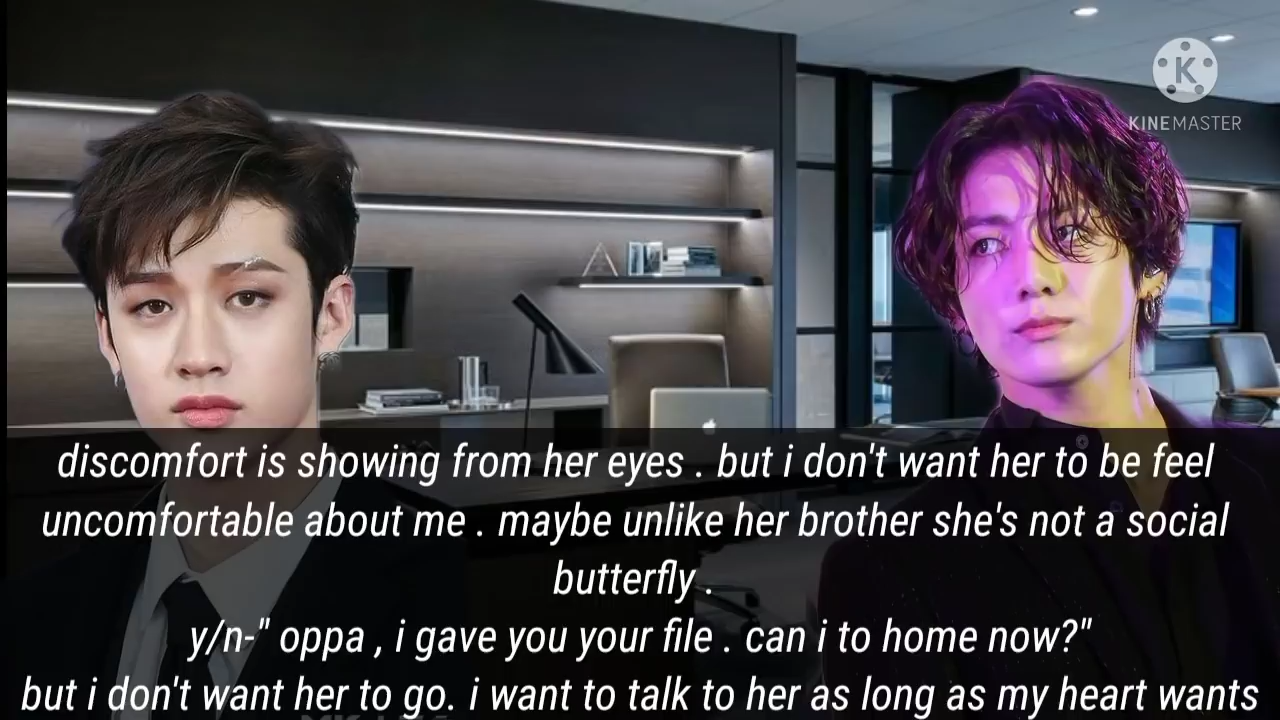 KINEMASTER
discomfort is showing from her eyes . but i don't want her to be feel
uncomfortable about me . maybe unlike her brother she's not a social
butterfly .
y/n-" oppa , i gave you your file . can i to home now?"
but i don't want her to go. i want to talk to her as long as my heart wants